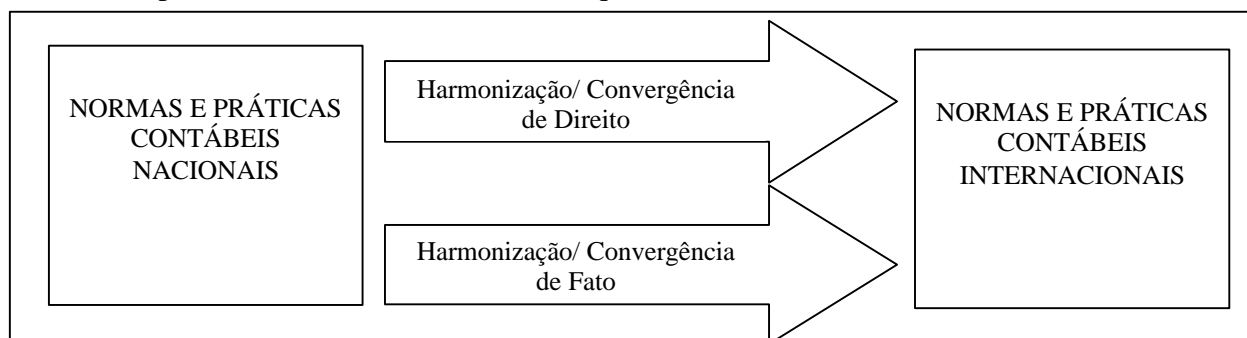 NORMAS E PRÁTICAS
CONTÁBEIS
NACIONAIS
Harmonização/ Convergência
de Direito
Harmonização/ Convergência
de Fato
NORMAS E PRÁTICAS
CONTÁBEIS
INTERNACIONAIS